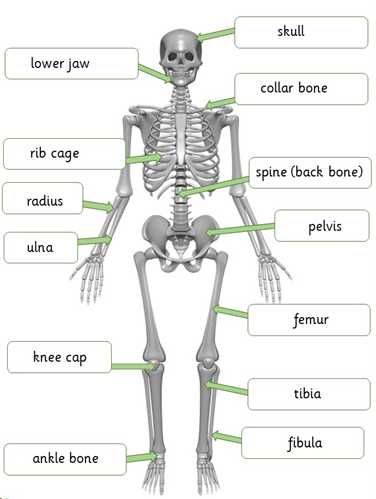 skull
lower jaw
collar bone
rib cage
spine (back bone)
radius
pelvis
ulna
femur
knee cap
tibia
fibula
ankle bone